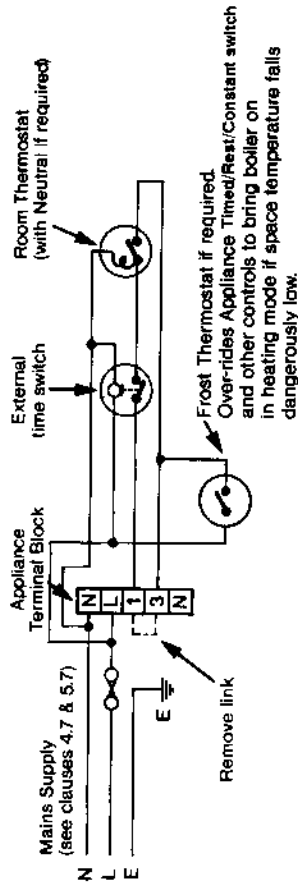 Mains Supply
(see clauses 4.7 & 5.7)
Appliance
Terminal Block
External
time switch
Room Thermostat
(with Neutral if required)
N
L
E
N
L
1
3
N
E
Remove link
Frost Thermostat if required.
Over-rides Appliance Timed/Rest/Constant switch
and other controls to bring boiler on
in heating mode if space temperature falls
dangerously low.